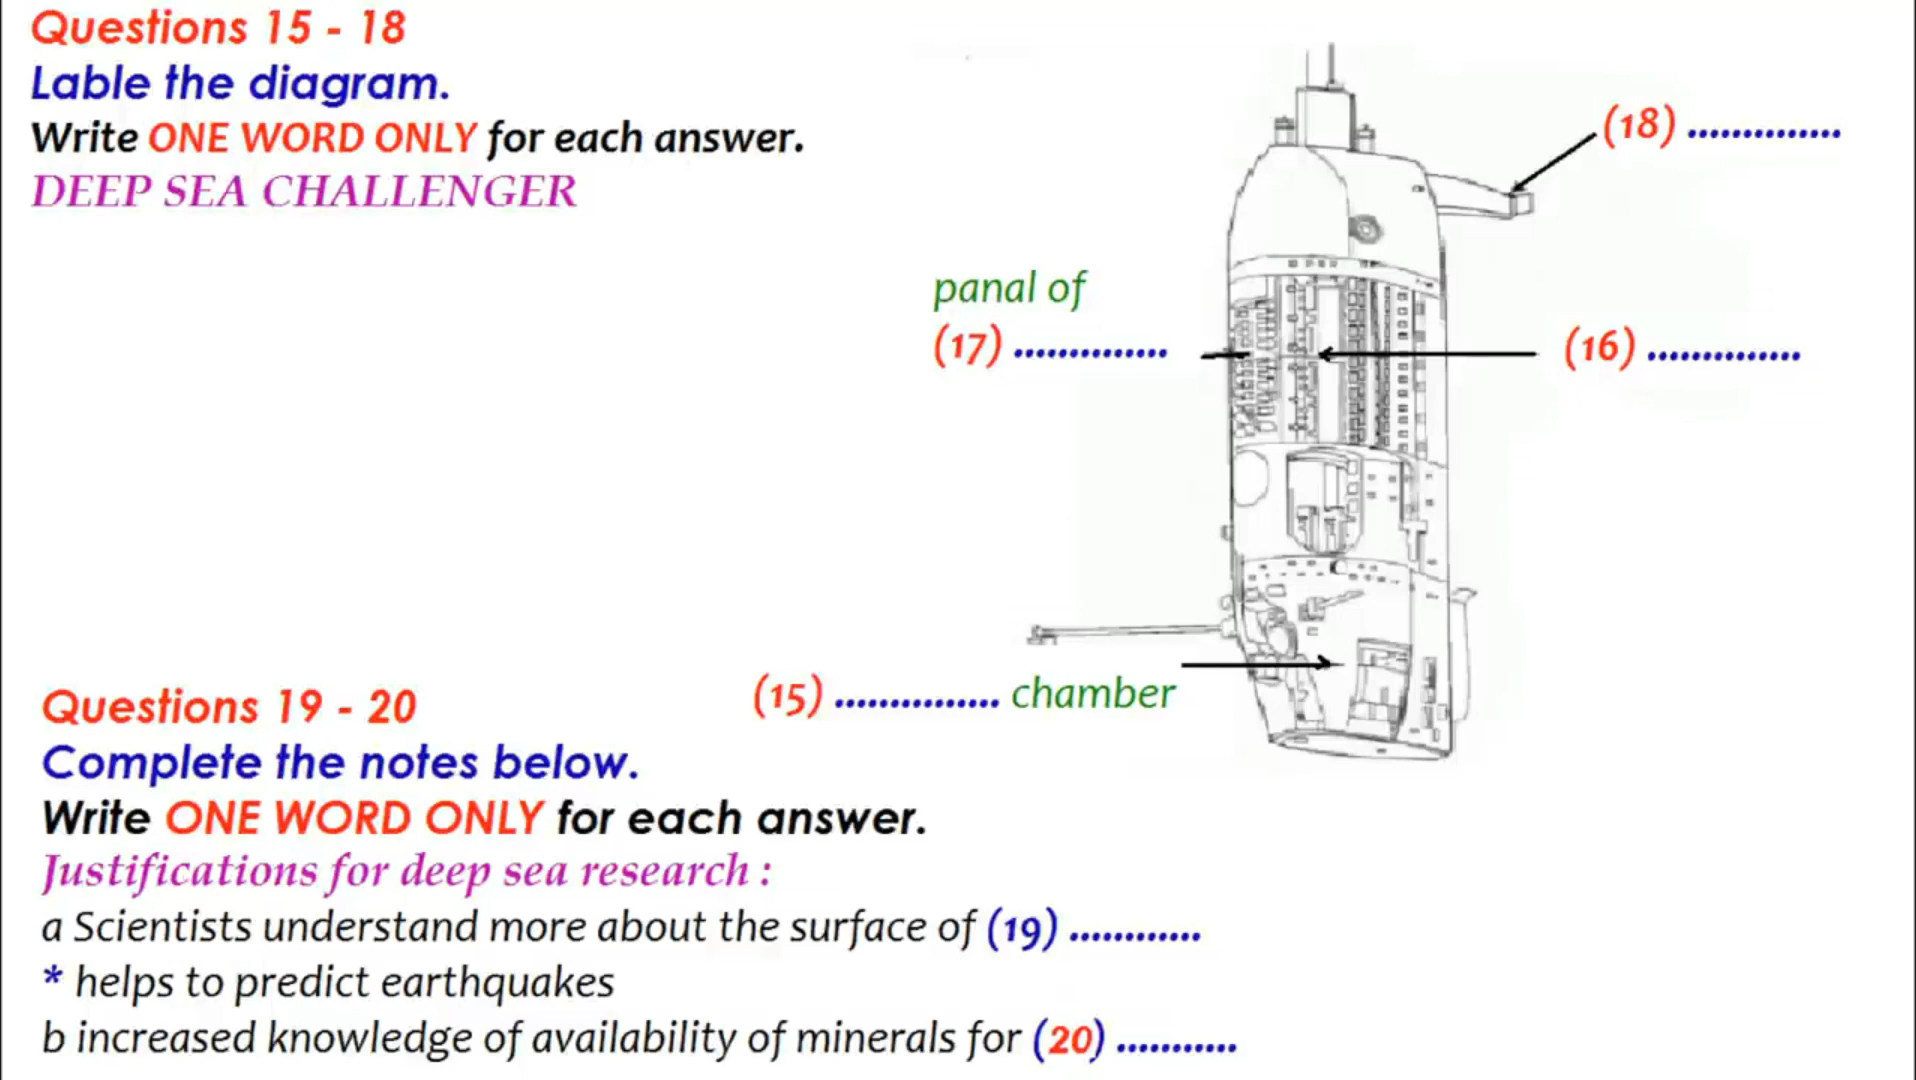 Questions 15 - 18
Lable the diagram.
Write ONE WORD ONLY for each answer.
DEEP SEA CHALLENGER
(18) ..............
panal of
(17) ..............
(16) ..............
(15) ............... chamber
Questions 19 - 20
Complete the notes below.
Write ONE WORD ONLY for each answer.
Justifications for deep sea research :
a Scientists understand more about the surface of (19) ............
* helps to predict earthquakes
b increased knowledge of availability of minerals for (20) ...........